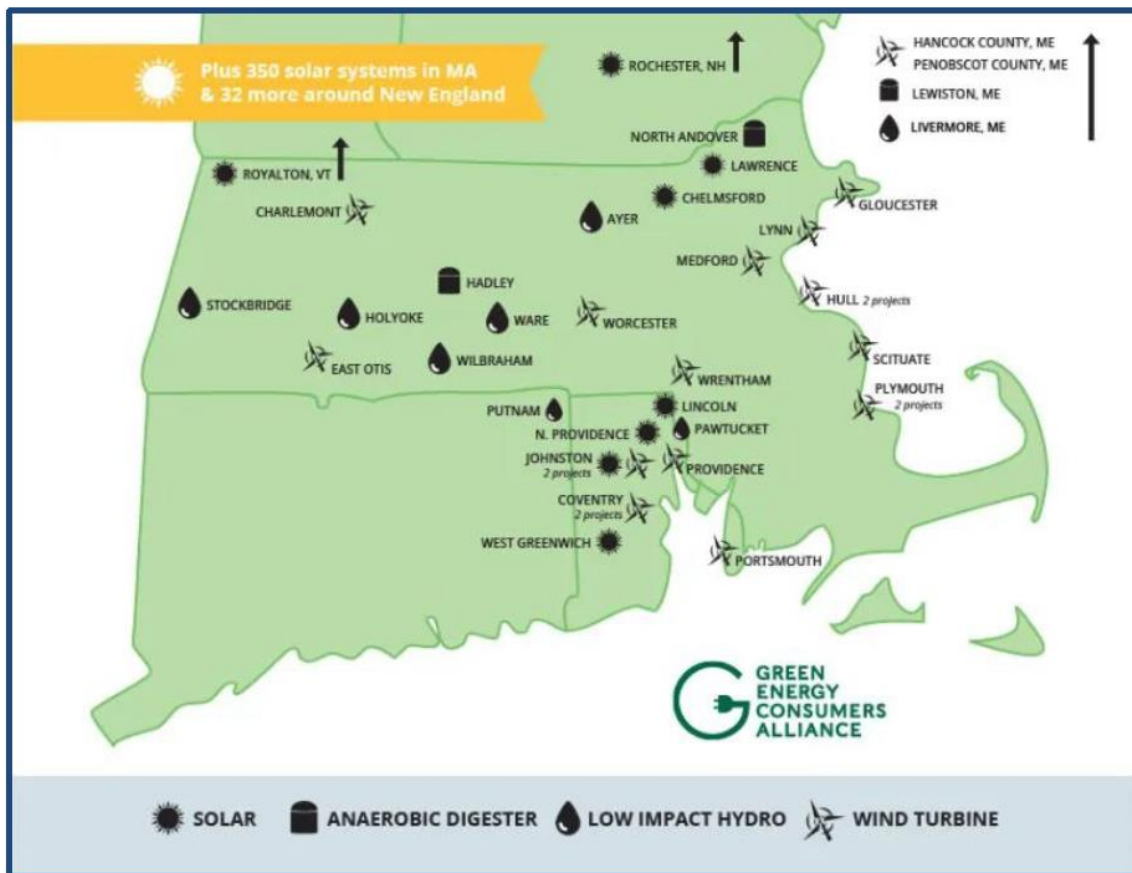 Plus 350 solar systems in MA
& 32 more around New England
ROCHESTER, NH
HANCOCK COUNTY, ME
PENOBSCOT COUNTY, ME
LEWISTON, ME
LIVERMORE, ME
NORTH ANDOVER
LAWRENCE
ROYALTON, VT
CHELMSFORD
CHARLEMONT
AYER
GLOUCESTER
LYNN
MEDFORD
HADLEY
HULL 2 projects
STOCKBRIDGE
HOLYOKE
WARE
WORCESTER
EAST OTIS
WILBRAHAM
SCITUATE
WRENTHAM
PLYMOUTH
2 projects
PUTNAM
LINCOLN
N. PROVIDENCE
PAWTUCKET
JOHNSTON
2 projects
PROVIDENCE
COVENTRY
2 projects
WEST GREENWICH
PORTSMOUTH
GREEN
ENERGY
CONSUMERS
ALLIANCE
SOLAR ANAEROBIC DIGESTER LOW IMPACT HYDRO WIND TURBINE